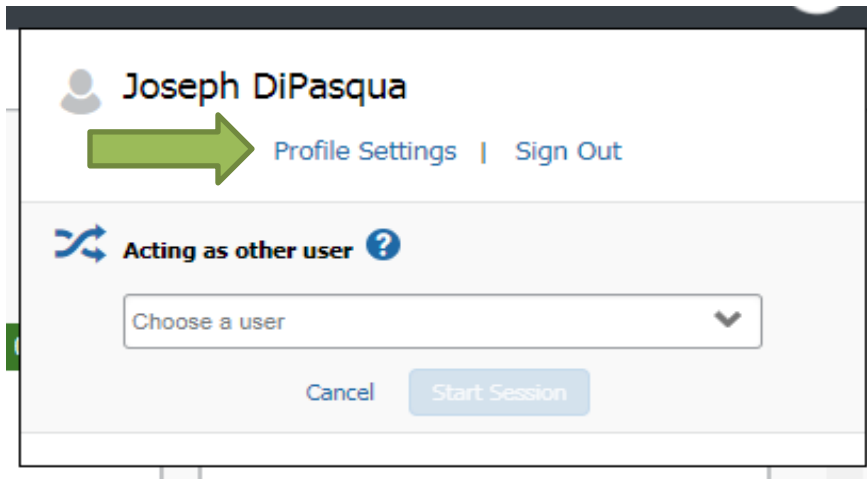 Joseph DiPasqua
Profile Settings | Sign Out
Acting as other user ?
Choose a user
Cancel Start Session